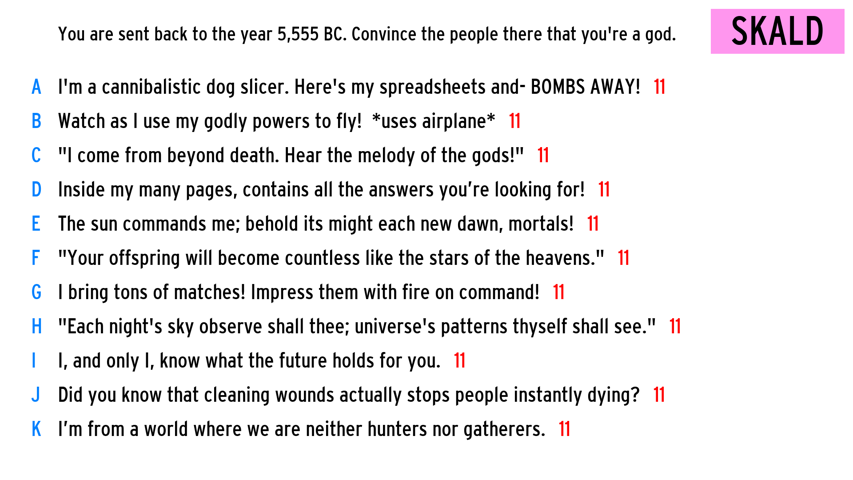 You are sent back to the year 5,555 BC. Convince the people there that you're a god.
SKALD
A I'm a cannibalistic dog slicer. Here's my spreadsheets and- BOMBS AWAY! 11
B Watch as I use my godly powers to fly! *uses airplane* 11
C "I come from beyond death. Hear the melody of the gods!" 11
D Inside my many pages, contains all the answers you’re looking for! 11
E The sun commands me; behold its might each new dawn, mortals! 11
F "Your offspring will become countless like the stars of the heavens." 11
G I bring tons of matches! Impress them with fire on command! 11
H "Each night's sky observe shall thee; universe's patterns thyself shall see." 11
I I, and only I, know what the future holds for you. 11
J Did you know that cleaning wounds actually stops people instantly dying? 11
K I’m from a world where we are neither hunters nor gatherers. 11